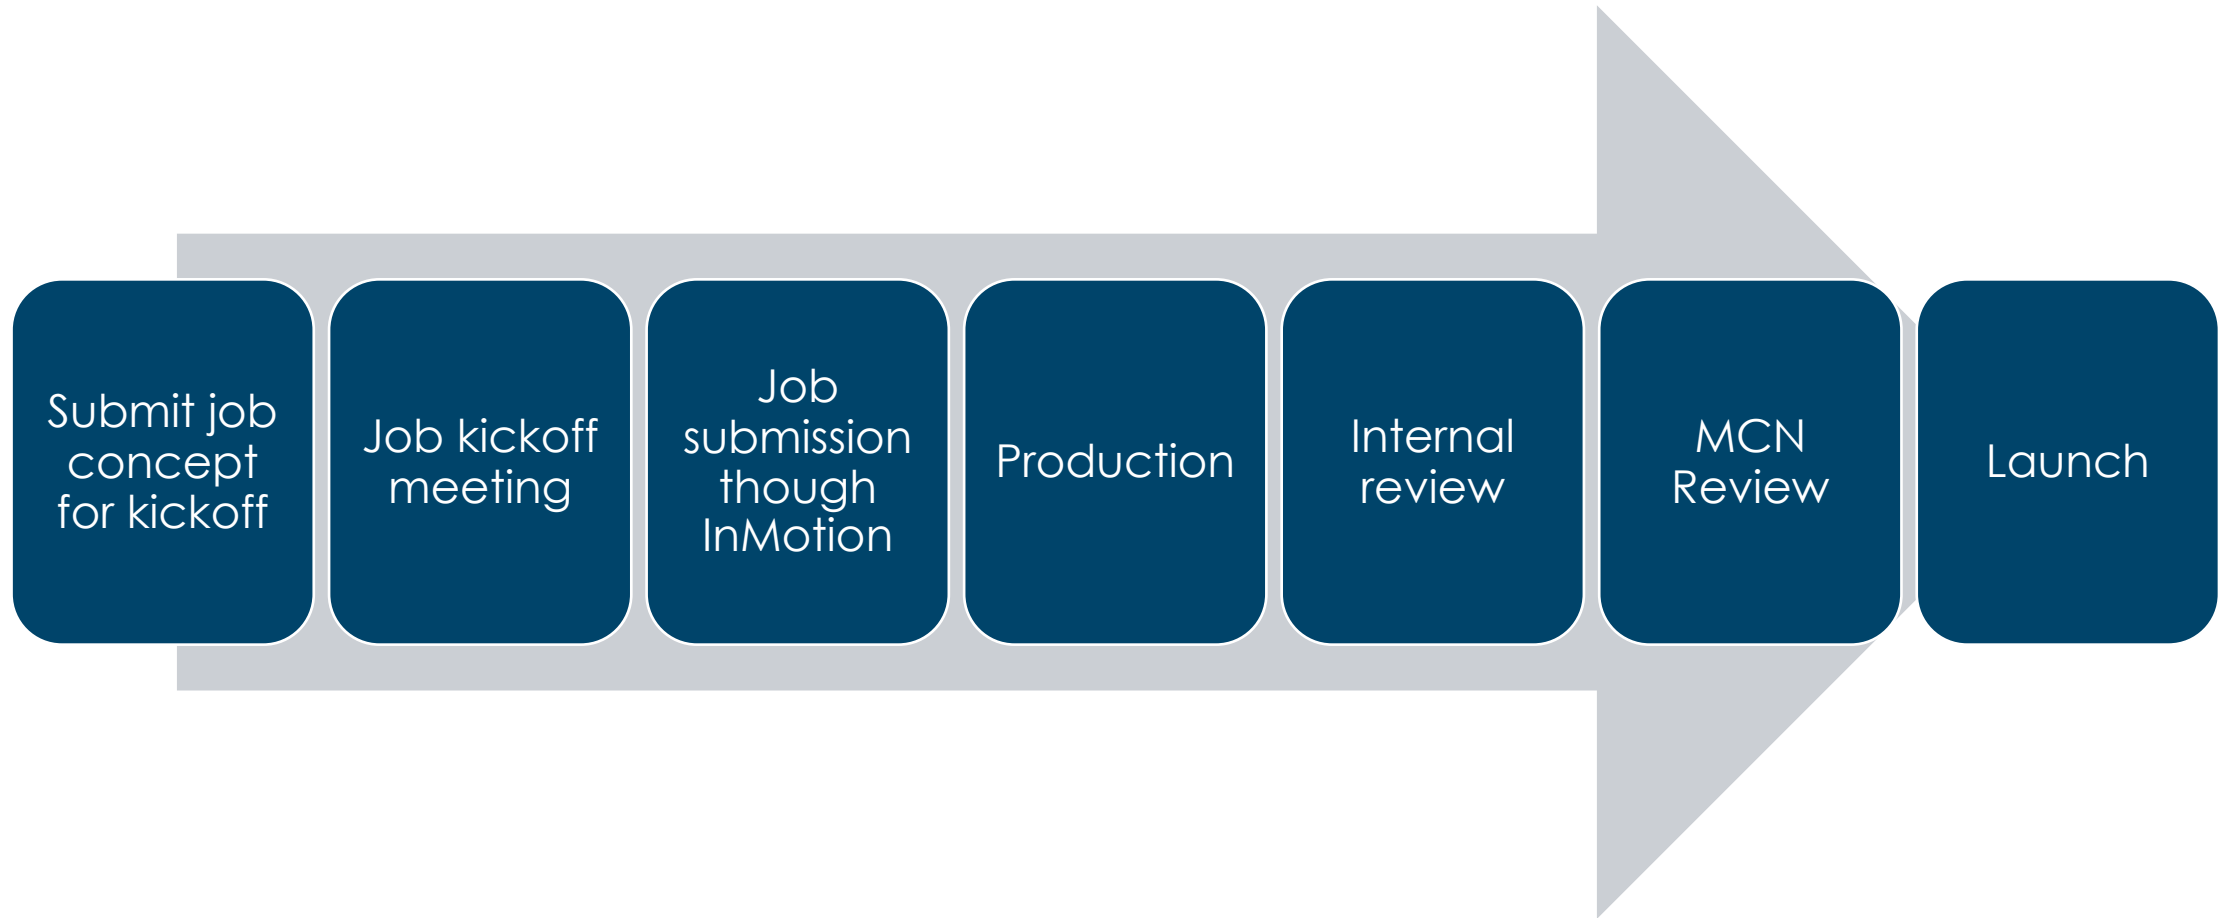 Submit job
concept
for kickoff
Job kickoff
meeting
Job
submission
though
InMotion
Production
Internal
review
MCN
Review
Launch